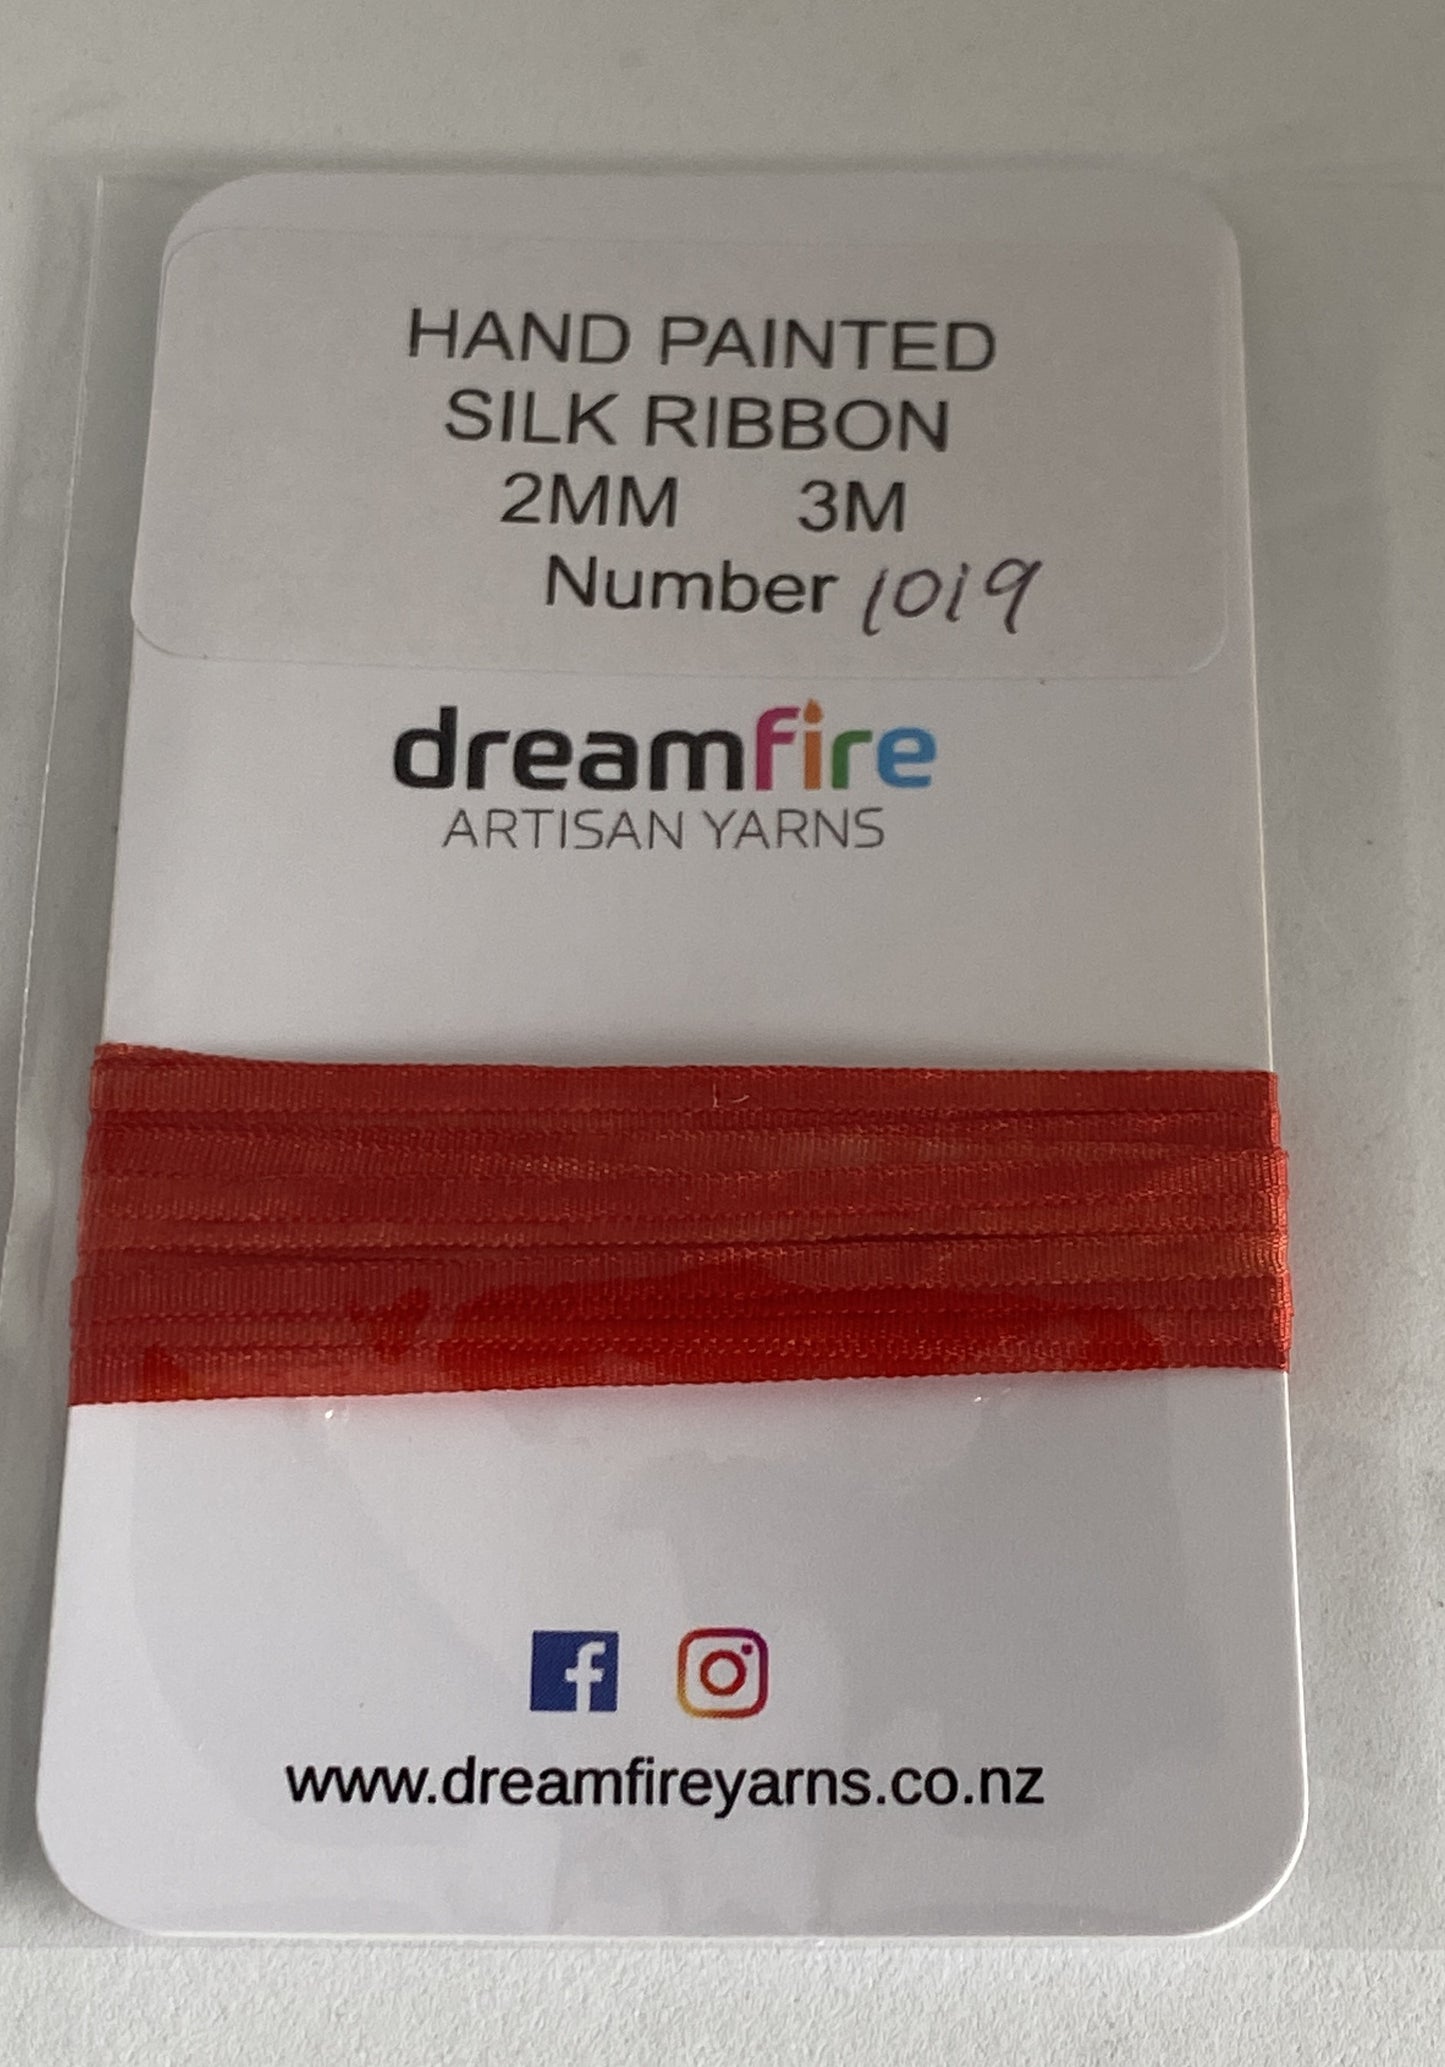 HAND PAINTED
SILK RIBBON
2MM 3M
Number 1019
dreamfire
ARTISAN YARNS
www.dreamfireyarns.co.nz